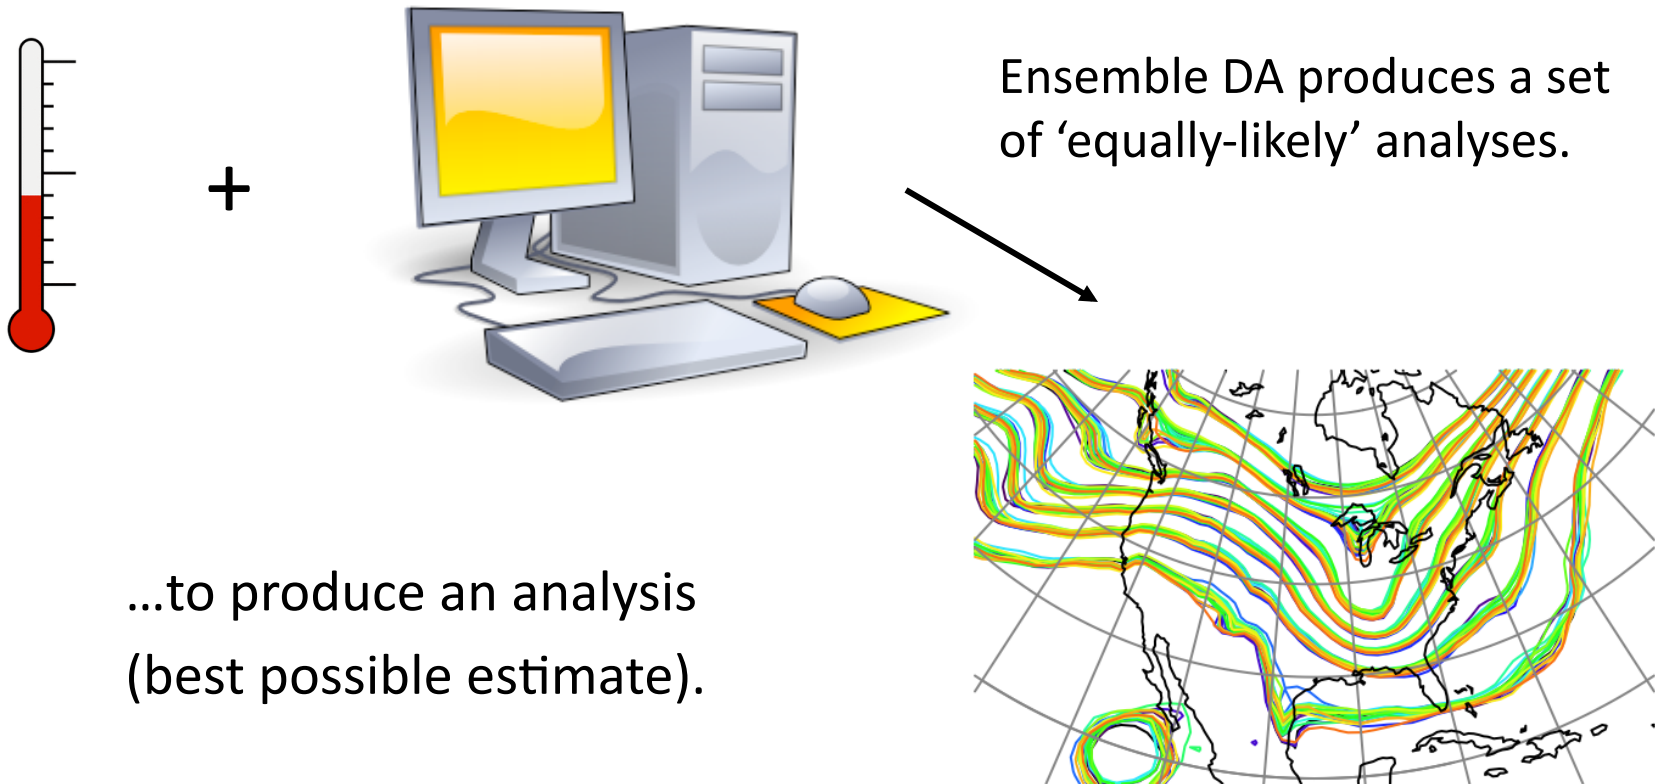 +
Ensemble DA produces a set
of ‘equally-likely’ analyses.
…to produce an analysis
(best possible estimate).